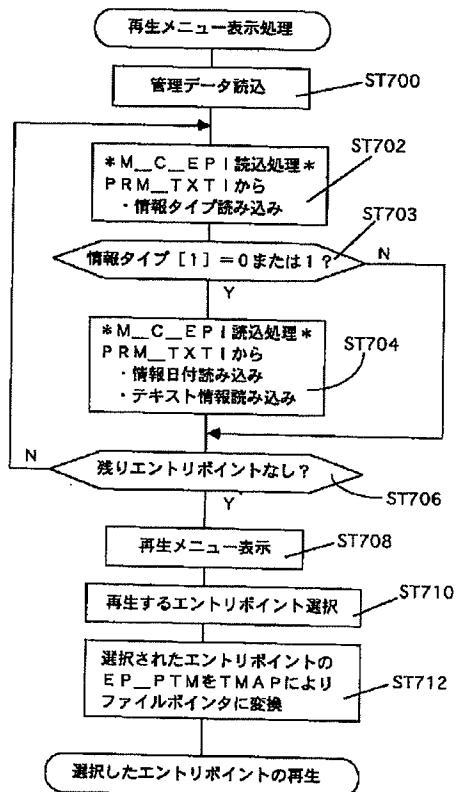 再生メニュー表示処理
管理データ読込
ST700
*M__C__EPI読込処理*
PRM__TXTIから
・情報タイプ読み込み
ST702
情報タイプ[1]=0または1?
ST703
N
Y
*M__C__EPI読込処理*
PRM__TXTIから
・情報日付読み込み
・テキスト情報読み込み
ST704
残りエントリポイントなし?
N
ST706
Y
再生メニュー表示
ST708
再生するエントリポイント選択
ST710
選択されたエントリポイントの
EP__PTMをTMAPにより
ファイルポインタに変換
ST712
選択したエントリポイントの再生